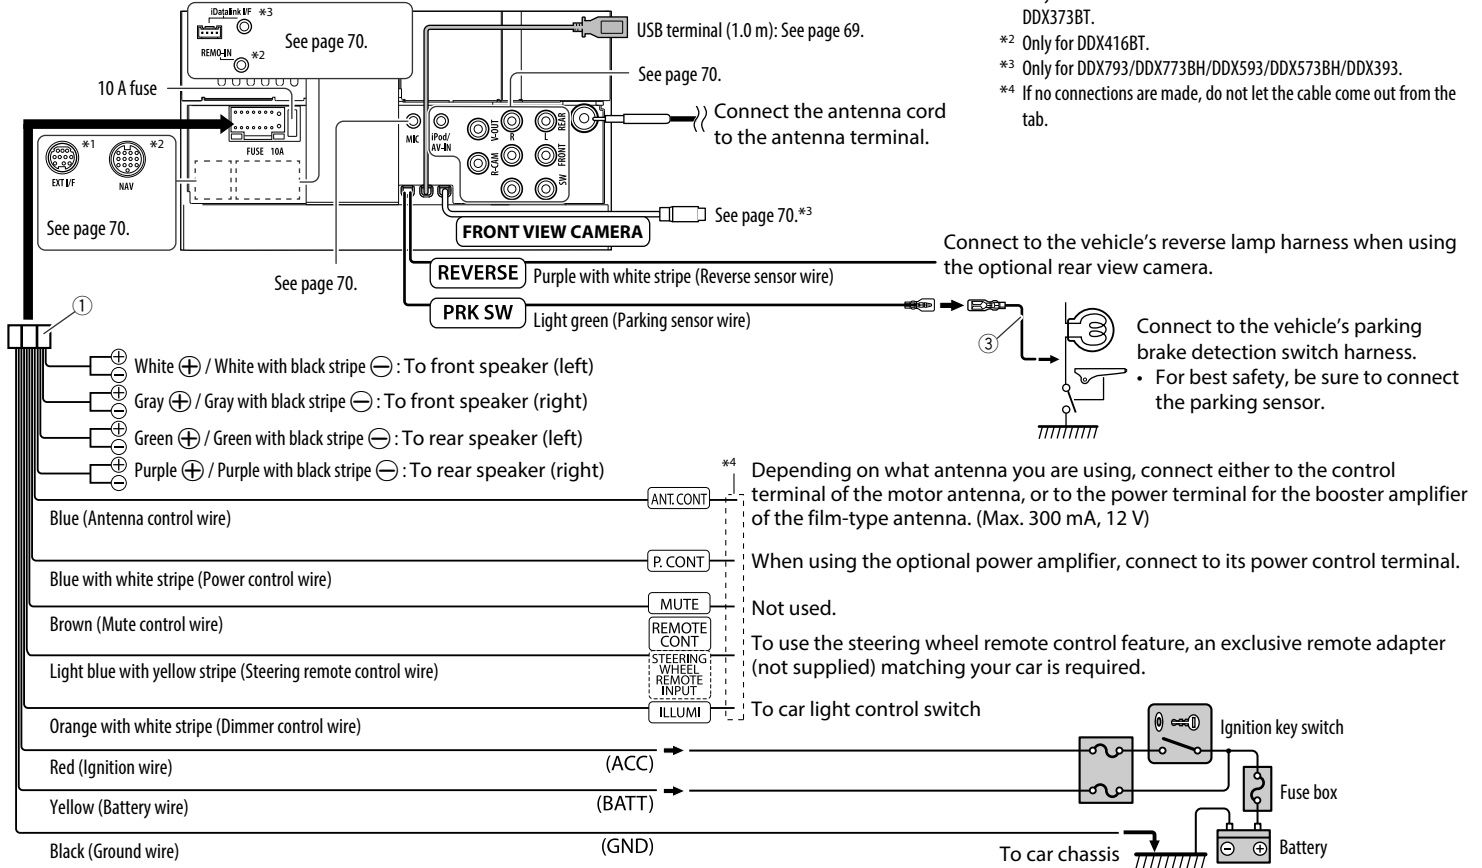 iDatalink I/F *3
REMO-IN *2
See page 70.
10 A fuse
FUSE 10A
*1
EXT I/F
*2
NAV
See page 70.
MIC
iPod/
AV-IN
V-OUT
R-CAM
R
L
REAR
FRONT
SW
USB terminal (1.0 m): See page 69.
See page 70.
Connect the antenna cord
to the antenna terminal.
DDX373BT.
*2 Only for DDX416BT.
*3 Only for DDX793/DDX773BH/DDX593/DDX573BH/DDX393.
*4 If no connections are made, do not let the cable come out from the
tab.
See page 70.*3
FRONT VIEW CAMERA
See page 70.
REVERSE
Purple with white stripe (Reverse sensor wire)
Connect to the vehicle’s reverse lamp harness when using
the optional rear view camera.
PRK SW
Light green (Parking sensor wire)
③
Connect to the vehicle’s parking
brake detection switch harness.
• For best safety, be sure to connect
the parking sensor.
①
⊕
⊖
White ⊕ / White with black stripe ⊖ : To front speaker (left)
⊕
⊖
Gray ⊕ / Gray with black stripe ⊖ : To front speaker (right)
⊕
⊖
Green ⊕ / Green with black stripe ⊖ : To rear speaker (left)
⊕
⊖
Purple ⊕ / Purple with black stripe ⊖ : To rear speaker (right)
*4
Blue (Antenna control wire)
ANT. CONT
Depending on what antenna you are using, connect either to the control
terminal of the motor antenna, or to the power terminal for the booster amplifier
of the film-type antenna. (Max. 300 mA, 12 V)
Blue with white stripe (Power control wire)
P. CONT
When using the optional power amplifier, connect to its power control terminal.
Brown (Mute control wire)
MUTE
Not used.
Light blue with yellow stripe (Steering remote control wire)
REMOTE
CONT
STEERING
WHEEL
REMOTE
INPUT
To use the steering wheel remote control feature, an exclusive remote adapter
(not supplied) matching your car is required.
Orange with white stripe (Dimmer control wire)
ILLUMI
To car light control switch
Red (Ignition wire)
(ACC)
Ignition key switch
Yellow (Battery wire)
(BATT)
Fuse box
Black (Ground wire)
(GND)
To car chassis
⊖ ⊕
Battery